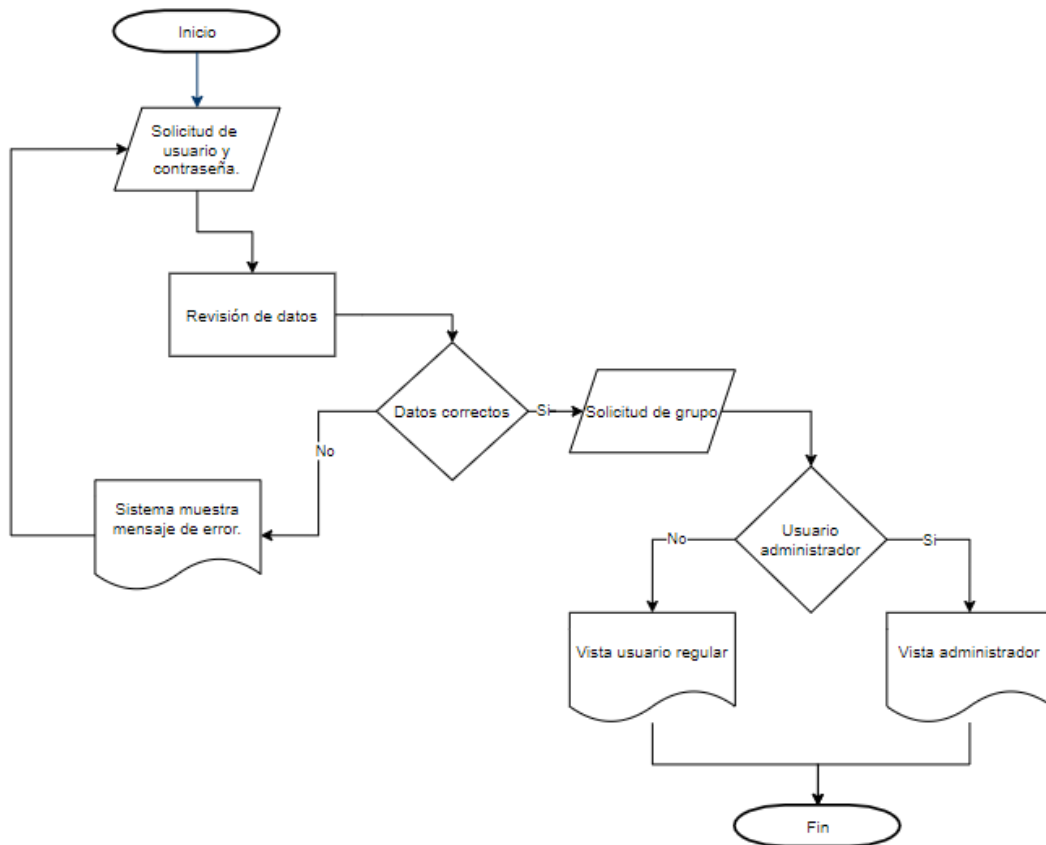 Inicio
Solicitud de
usuario y
contraseña.
Revisión de datos
Datos correctos
Si
Solicitud de grupo
No
Sistema muestra
mensaje de error.
Usuario
administrador
No
Si
Vista usuario regular
Vista administrador
Fin